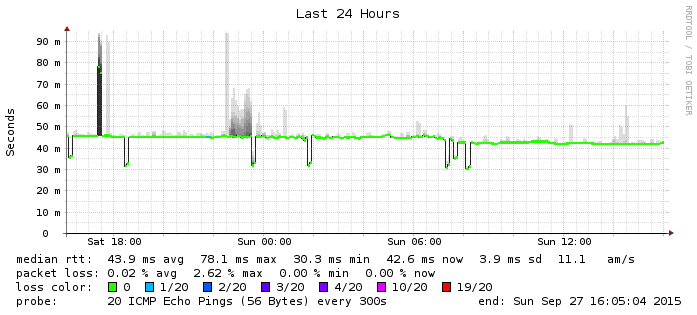 Last 24 Hours
RRDTOOL / TOBI OETIKER
Seconds
90 m
80 m
70 m
60 m
50 m
40 m
30 m
20 m
10 m
0
Sat 18:00 Sun 00:00 Sun 06:00 Sun 12:00
median rtt: 43.9 ms avg 78.1 ms max 30.3 ms min 42.6 ms now 3.9 ms sd 11.1 am/s
packet loss: 0.02 % avg 2.62 % max 0.00 % min 0.00 % now
loss color: 0 1/20 2/20 3/20 4/20 10/20 19/20
probe: 20 ICMP Echo Pings (56 Bytes) every 300s end: Sun Sep 27 16:05:04 2015